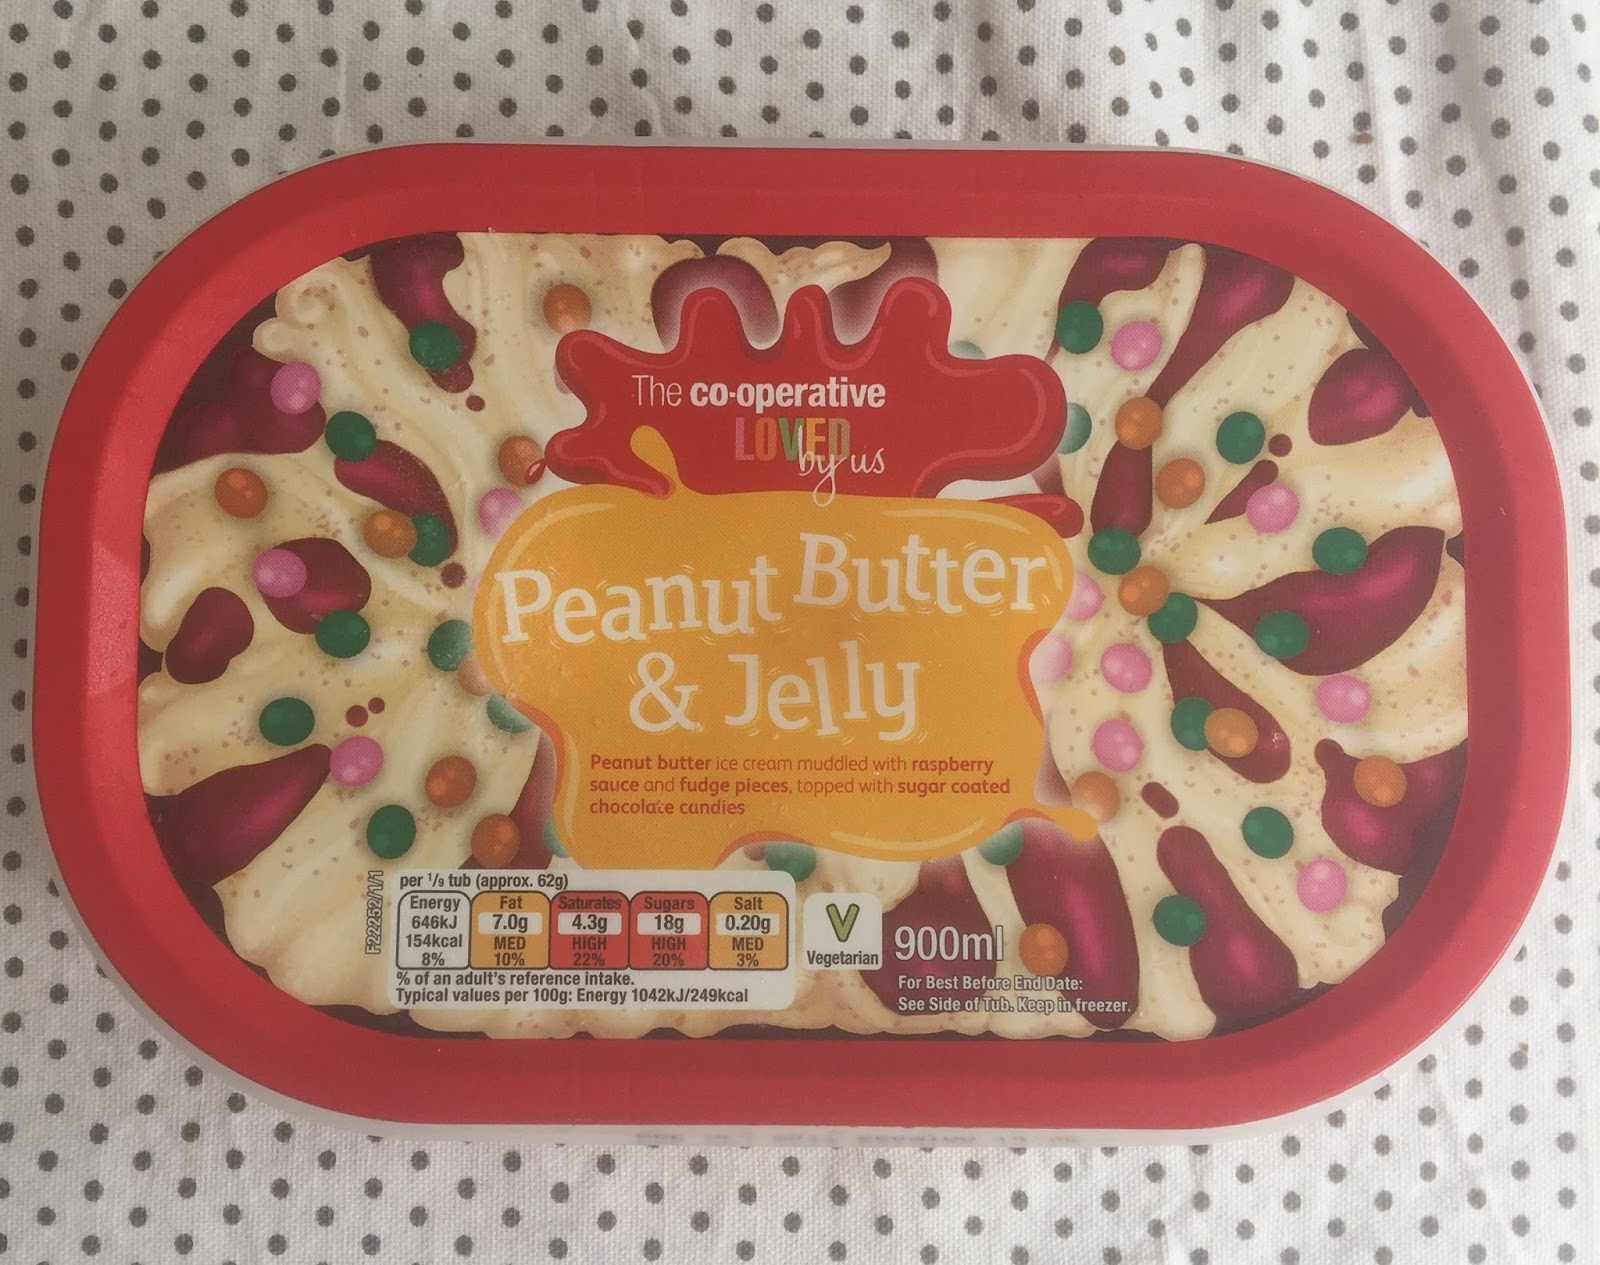 The co-operative
LOVED
by us
Peanut Butter
& Jelly
Peanut butter ice cream muddled with raspberry
sauce and fudge pieces, topped with sugar coated
chocolate candies
F22252/1/1
per 1/9 tub (approx. 62g)
Energy 646kJ 154kcal 8%
Fat 7.0g MED 10%
Saturates 4.3g HIGH 22%
Sugars 18g HIGH 20%
Salt 0.20g MED 3%
% of an adult's reference intake.
Typical values per 100g: Energy 1042kJ/249kcal
V
Vegetarian
900ml
For Best Before End Date:
See Side of Tub. Keep in freezer.